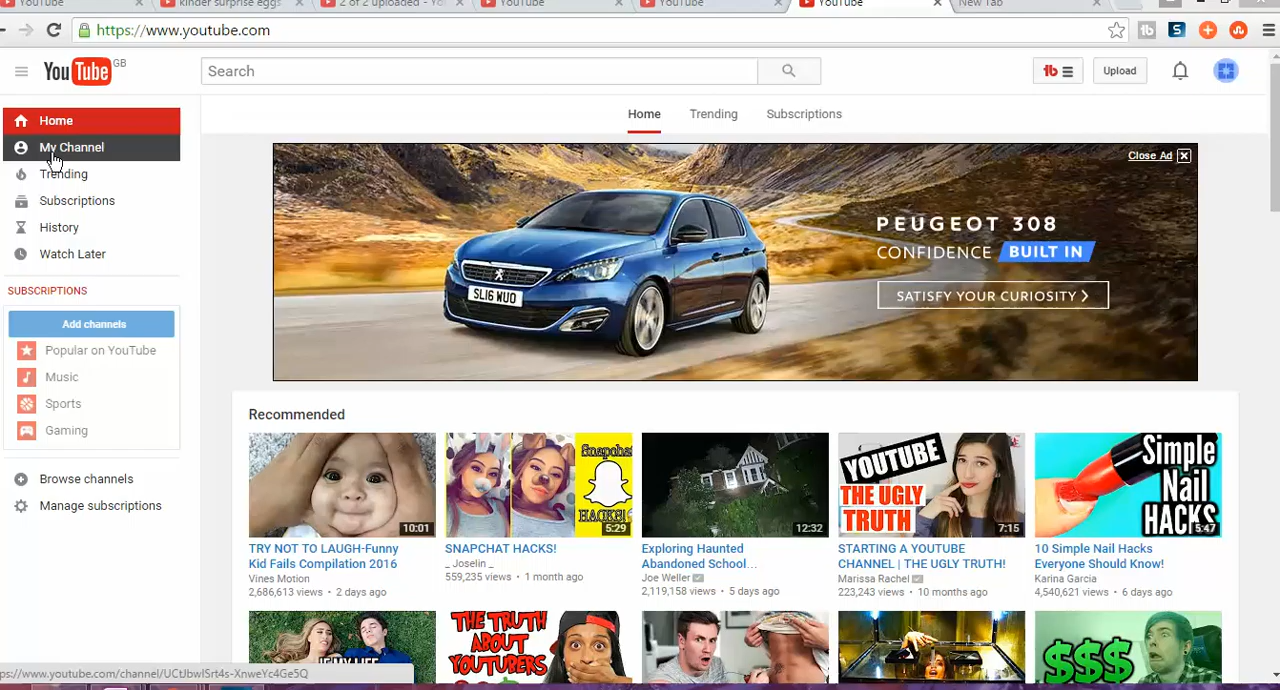 YouTube
kinder surprise eggs
2 of 2 uploaded - Yo
YouTube
YouTube
YouTube
New Tab
https://www.youtube.com
YouTube GB
Search
Upload
Home
My Channel
Trending
Subscriptions
History
Watch Later
SUBSCRIPTIONS
Add channels
Popular on YouTube
Music
Sports
Gaming
Browse channels
Manage subscriptions
Home Trending Subscriptions
Close Ad
PEUGEOT 308
CONFIDENCE BUILT IN
SATISFY YOUR CURIOSITY
SL16 WUO
Recommended
10:01
TRY NOT TO LAUGH-Funny
Kid Fails Compilation 2016
Vines Motion
2,686,613 views • 2 days ago
Snapchat
HACKS!
5:29
SNAPCHAT HACKS!
_ Joselin _
559,235 views • 1 month ago
12:32
Exploring Haunted
Abandoned School...
Joe Weller
2,119,158 views • 5 days ago
YOUTUBE
THE UGLY
TRUTH
7:15
STARTING A YOUTUBE
CHANNEL | THE UGLY TRUTH!
Marissa Rachel
223,243 views • 10 months ago
Simple
Nail
HACKS
5:47
10 Simple Nail Hacks
Everyone Should Know!
Karina Garcia
4,540,621 views • 6 days ago
THE TRUTH
ABOUT
YOUTUBERS
$$$
ps://www.youtube.com/channel/UCtJbwISrt4s-XnweYc4Ge5Q